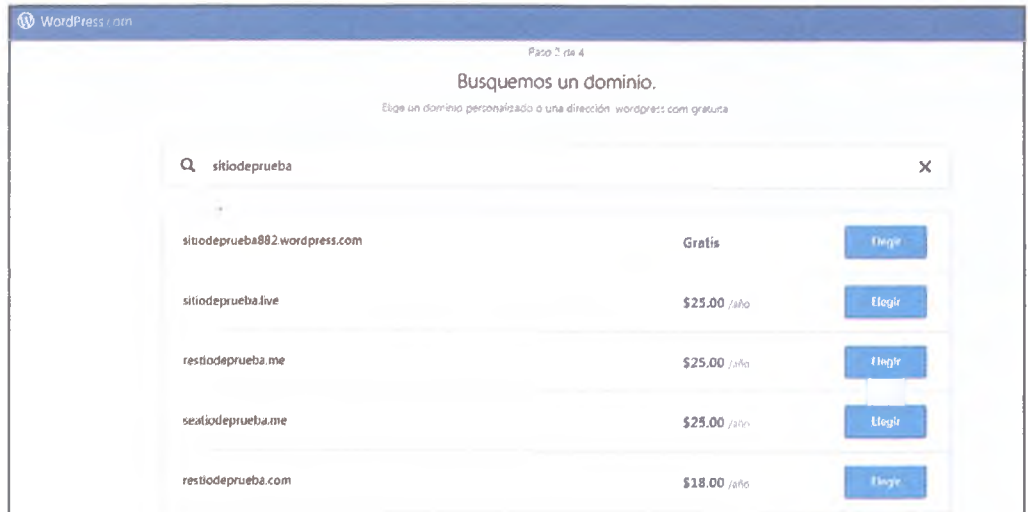 WordPress.com
Paso 2 de 4
Busquemos un dominio.
Elige un dominio personalizado o una dirección .wordpress.com gratuita
sitiodeprueba
sitiodeprueba882.wordpress.com Gratis Elegir
sitiodeprueba.live $25.00 /año Elegir
restiodeprueba.me $25.00 /año Elegir
seatiodeprueba.me $25.00 /año Elegir
restiodeprueba.com $18.00 /año Elegir